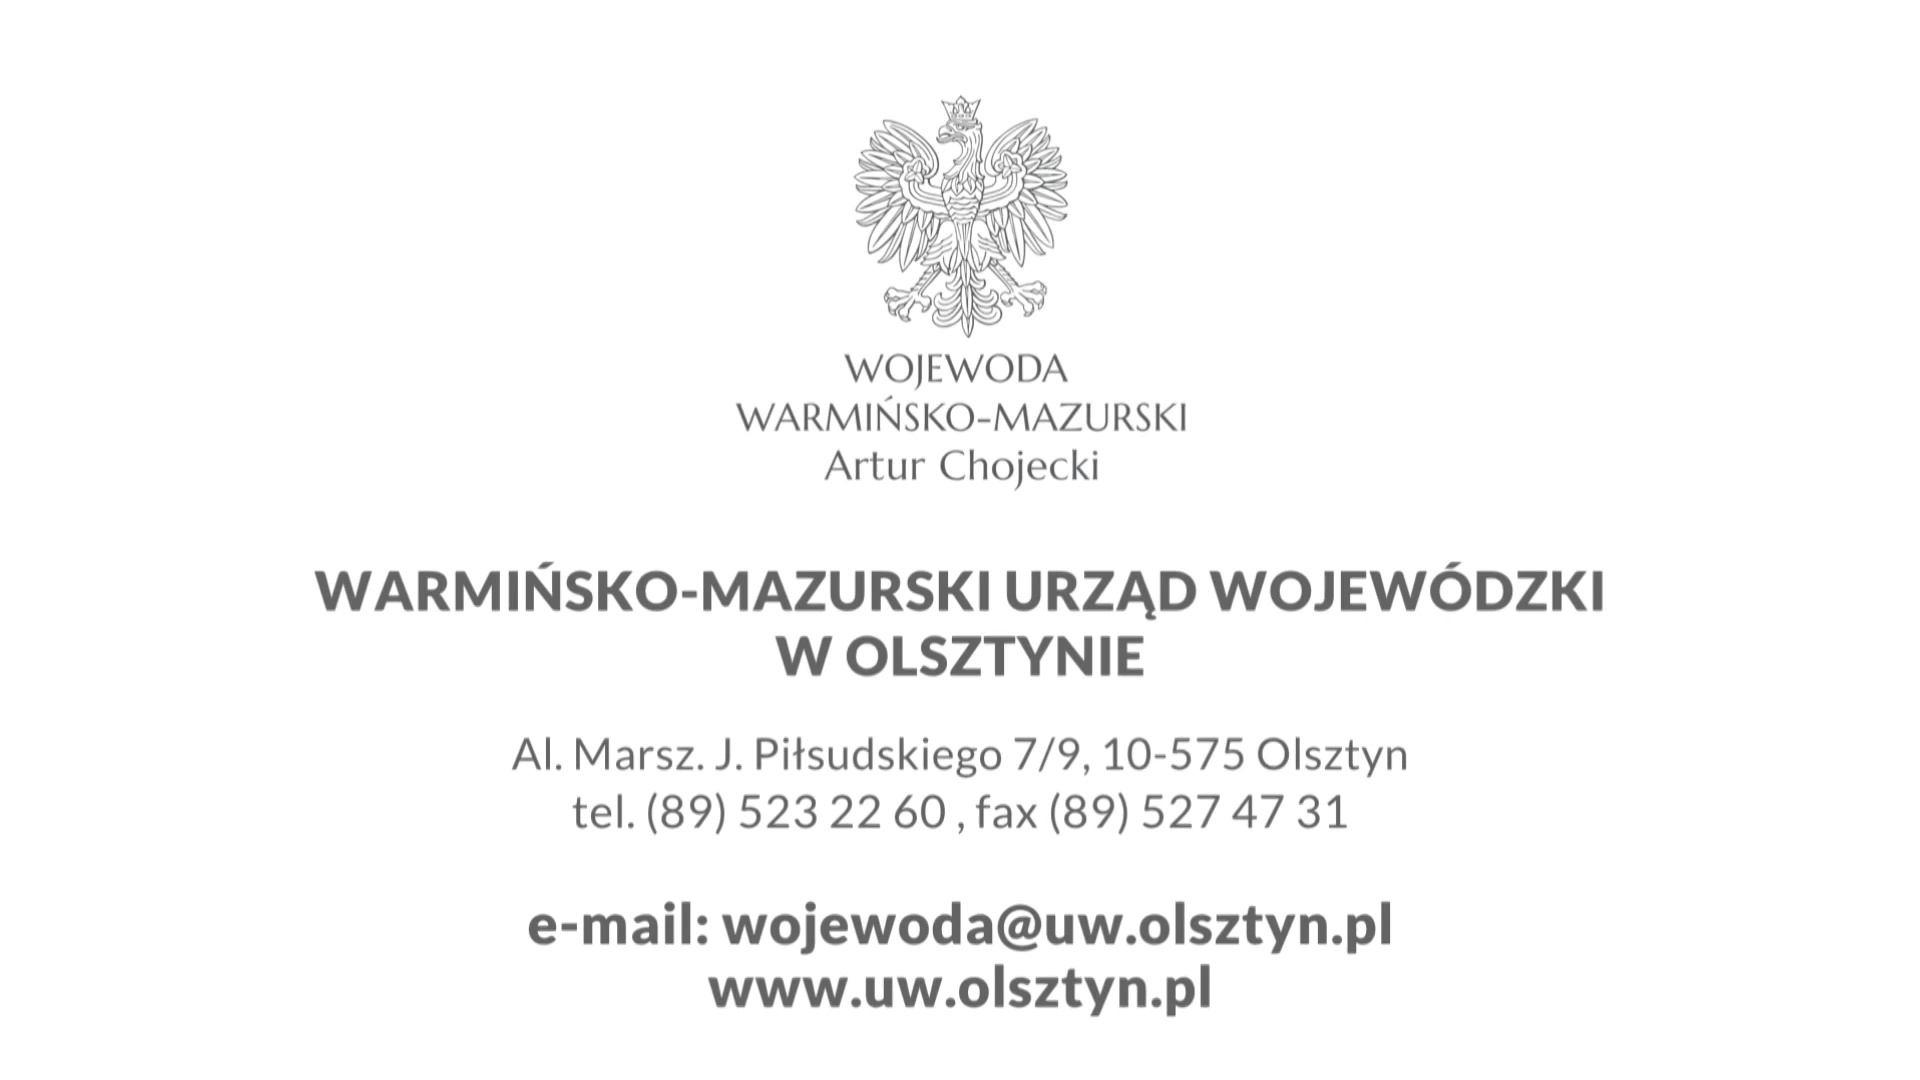 WOJEWODA
WARMIŃSKO-MAZURSKI
Artur Chojecki
WARMIŃSKO-MAZURSKI URZĄD WOJEWÓDZKI
W OLSZTYNIE
Al. Marsz. J. Piłsudskiego 7/9, 10-575 Olsztyn
tel. (89) 523 22 60 , fax (89) 527 47 31
e-mail: wojewoda@uw.olsztyn.pl
www.uw.olsztyn.pl